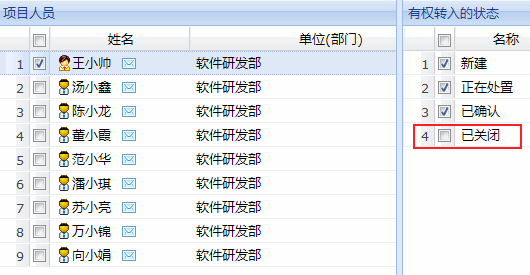 项目人员
姓名 单位(部门)
1 王小帅 软件研发部
2 汤小鑫 软件研发部
3 陈小龙 软件研发部
4 董小霞 软件研发部
5 范小华 软件研发部
6 潘小琪 软件研发部
7 苏小亮 软件研发部
8 万小锦 软件研发部
9 向小娟 软件研发部
有权转入的状态
名称
1 新建
2 正在处置
3 已确认
4 已关闭